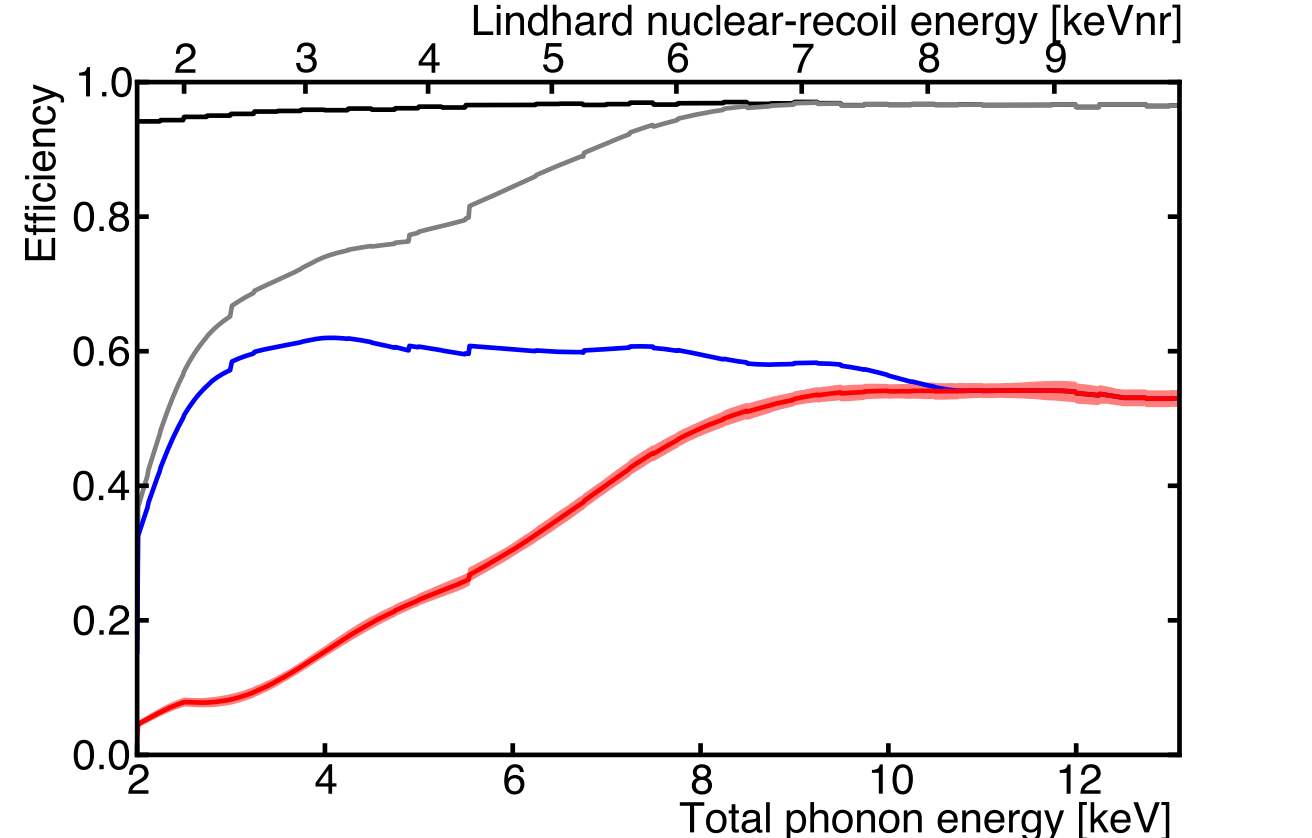 Lindhard nuclear-recoil energy [keVnr]
2 3 4 5 6 7 8 9
Efficiency
1.0
0.8
0.6
0.4
0.2
0.0
2 4 6 8 10 12
Total phonon energy [keV]